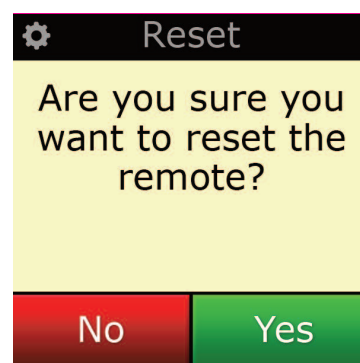 Reset
Are you sure you
want to reset the
remote?
No
Yes